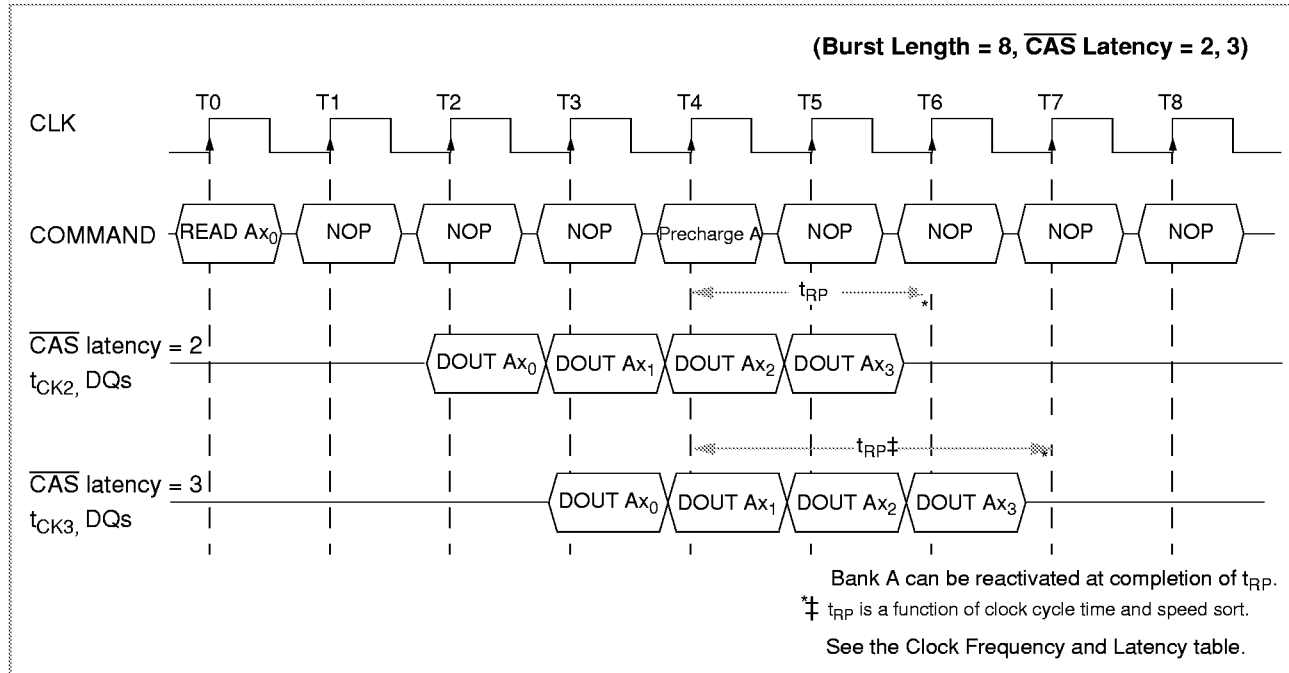 (Burst Length = 8, CAS Latency = 2, 3)
T0 T1 T2 T3 T4 T5 T6 T7 T8
CLK
COMMAND READ Ax0 NOP NOP NOP Precharge A NOP NOP NOP NOP
tRP
*
CAS latency = 2
tCK2, DQs
DOUT Ax0 DOUT Ax1 DOUT Ax2 DOUT Ax3
tRP‡
*
CAS latency = 3
tCK3, DQs
DOUT Ax0 DOUT Ax1 DOUT Ax2 DOUT Ax3
Bank A can be reactivated at completion of tRP.
*‡ tRP is a function of clock cycle time and speed sort.
See the Clock Frequency and Latency table.